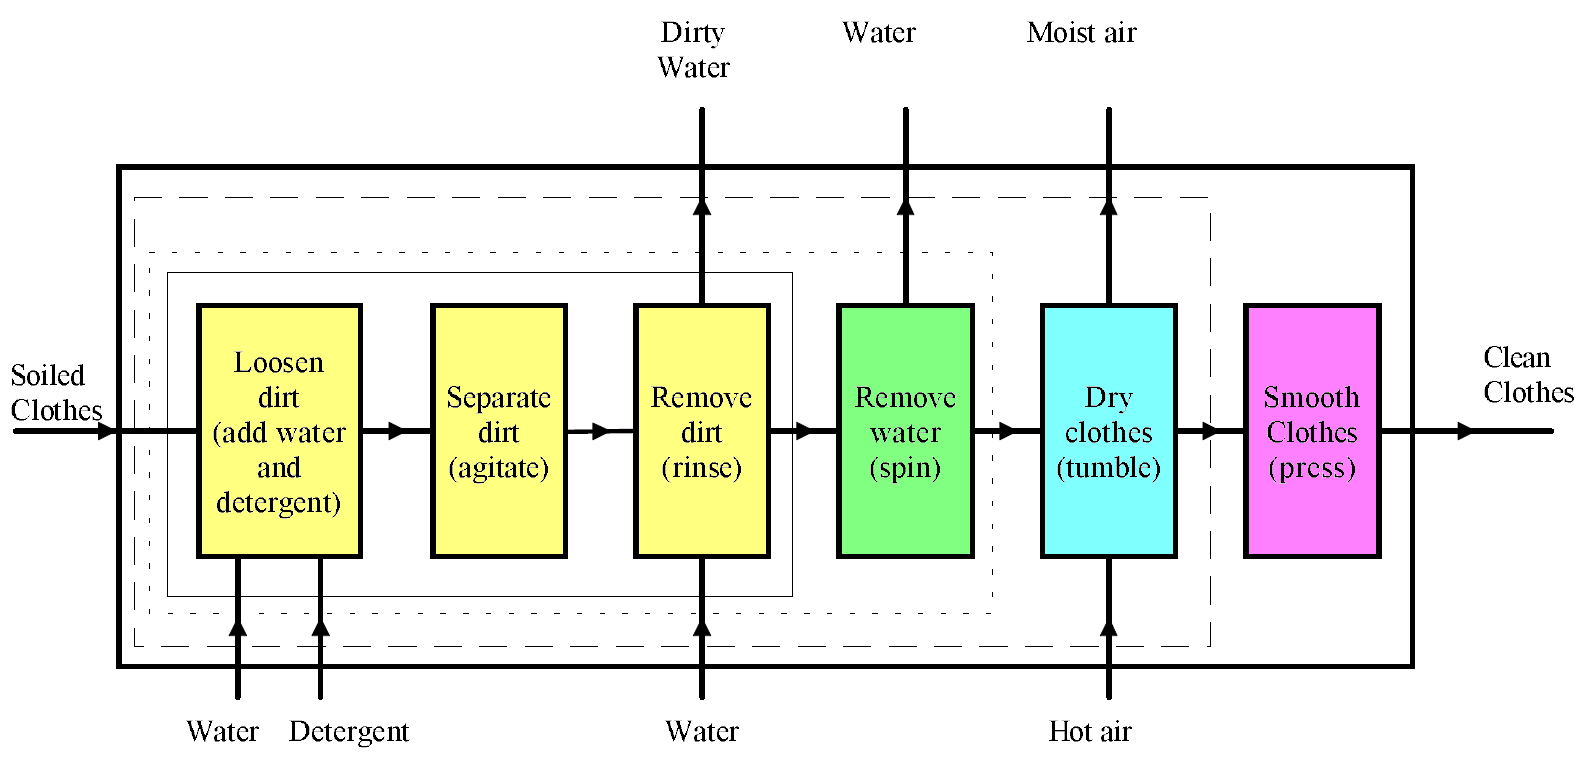 Dirty
Water
Water
Moist air
Soiled
Clothes
Loosen
dirt
(add water
and
detergent)
Separate
dirt
(agitate)
Remove
dirt
(rinse)
Remove
water
(spin)
Dry
clothes
(tumble)
Smooth
Clothes
(press)
Clean
Clothes
Water
Detergent
Water
Hot air